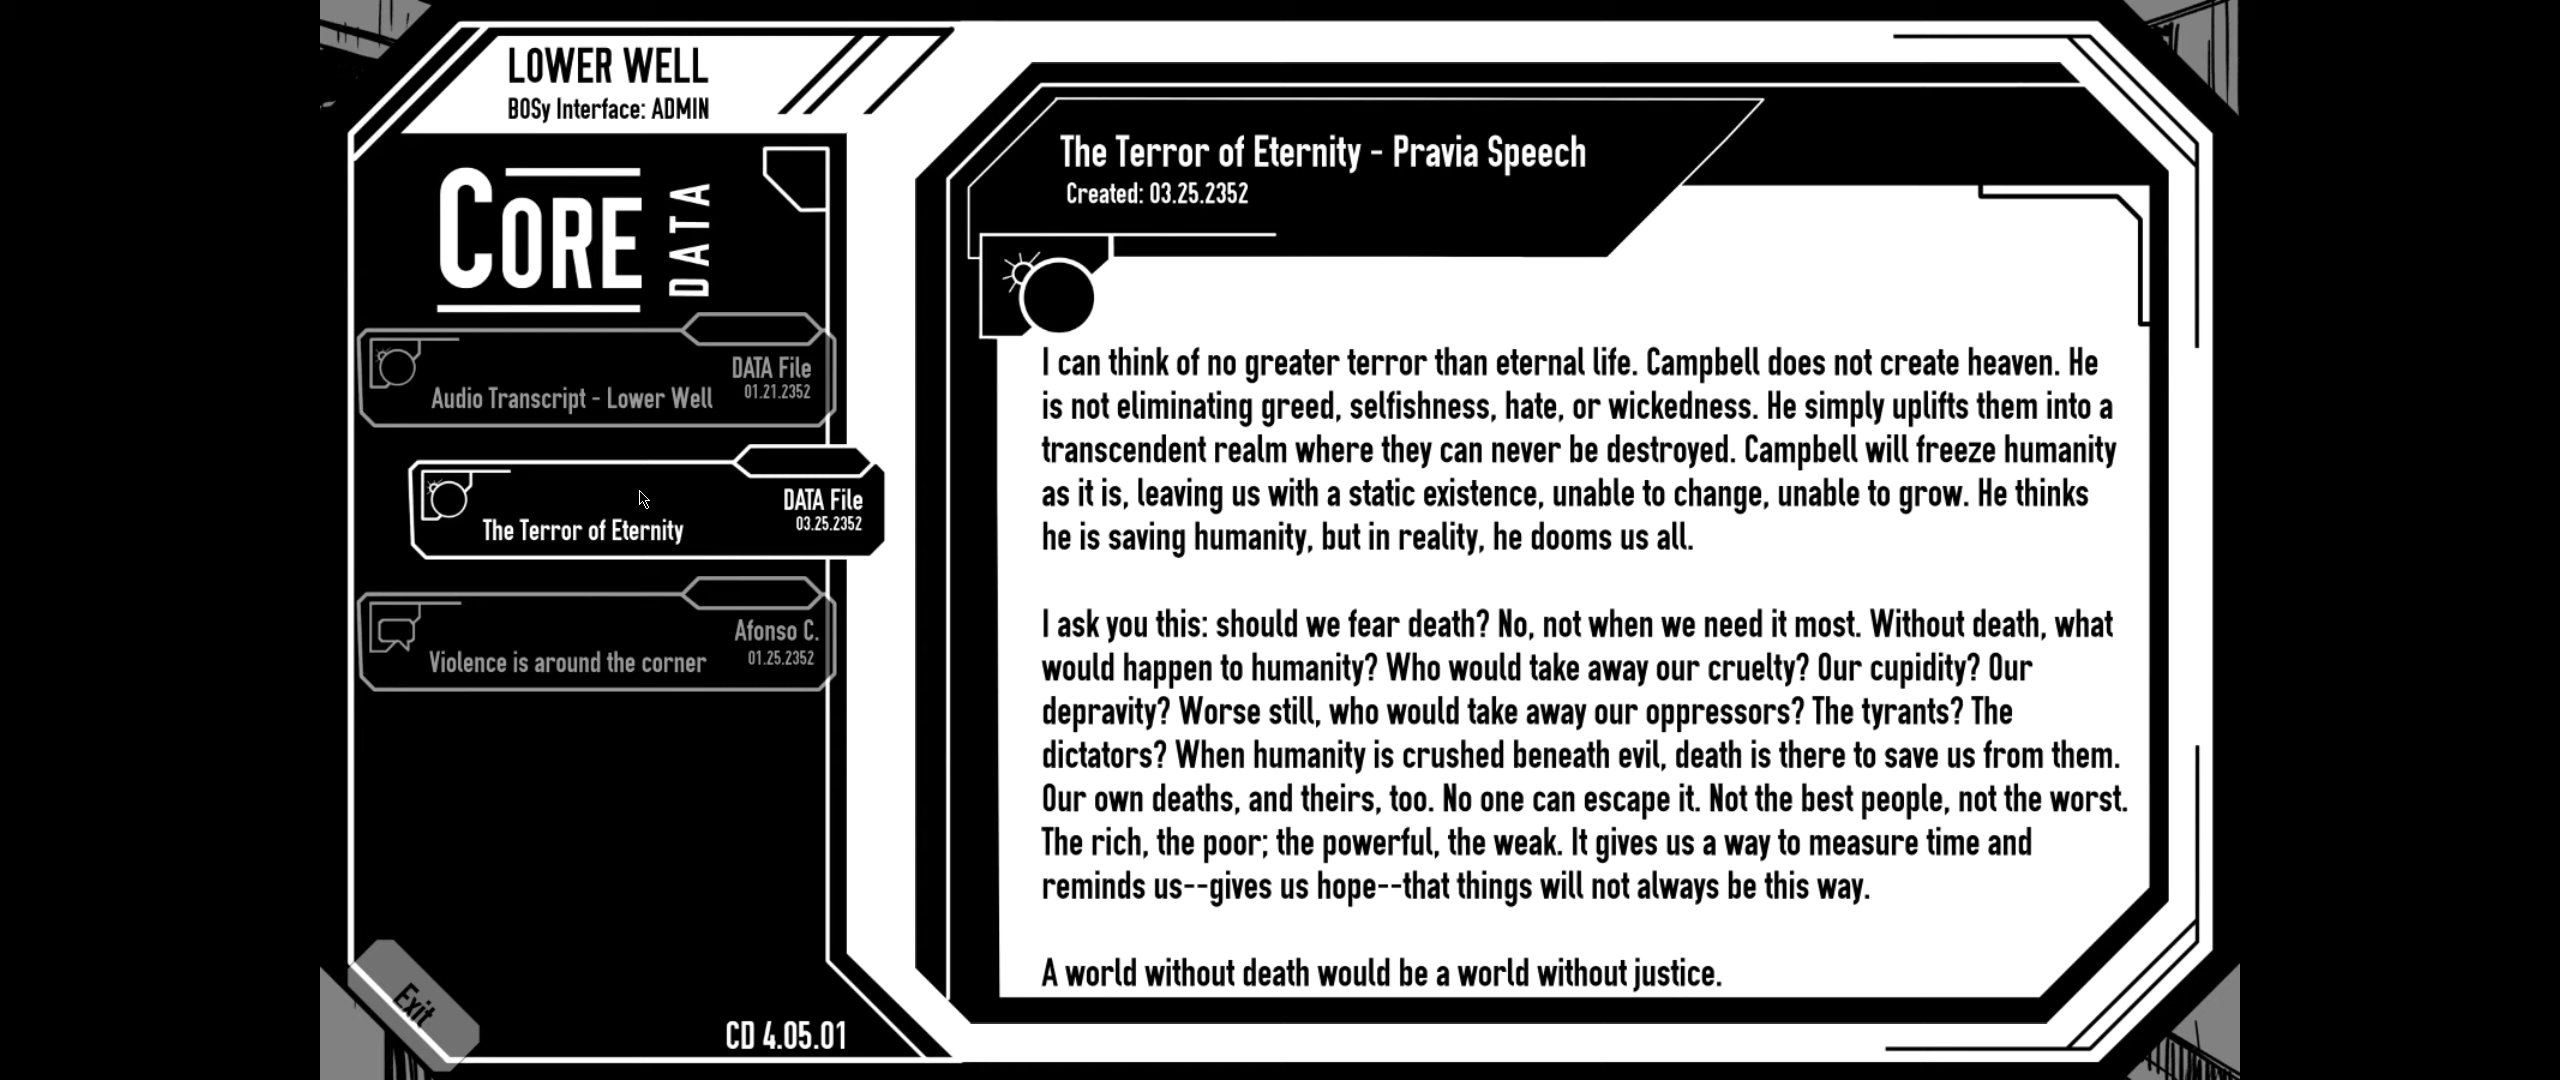 LOWER WELL
BOSy Interface: ADMIN
CORE
DATA
DATA File
01.21.2352
Audio Transcript - Lower Well
DATA File
03.25.2352
The Terror of Eternity
Afonso C.
01.25.2352
Violence is around the corner
Exit
CD 4.05.01
The Terror of Eternity - Pravia Speech
Created: 03.25.2352
I can think of no greater terror than eternal life. Campbell does not create heaven. He
is not eliminating greed, selfishness, hate, or wickedness. He simply uplifts them into a
transcendent realm where they can never be destroyed. Campbell will freeze humanity
as it is, leaving us with a static existence, unable to change, unable to grow. He thinks
he is saving humanity, but in reality, he dooms us all.
I ask you this: should we fear death? No, not when we need it most. Without death, what
would happen to humanity? Who would take away our cruelty? Our cupidity? Our
depravity? Worse still, who would take away our oppressors? The tyrants? The
dictators? When humanity is crushed beneath evil, death is there to save us from them.
Our own deaths, and theirs, too. No one can escape it. Not the best people, not the worst.
The rich, the poor; the powerful, the weak. It gives us a way to measure time and
reminds us--gives us hope--that things will not always be this way.
A world without death would be a world without justice.